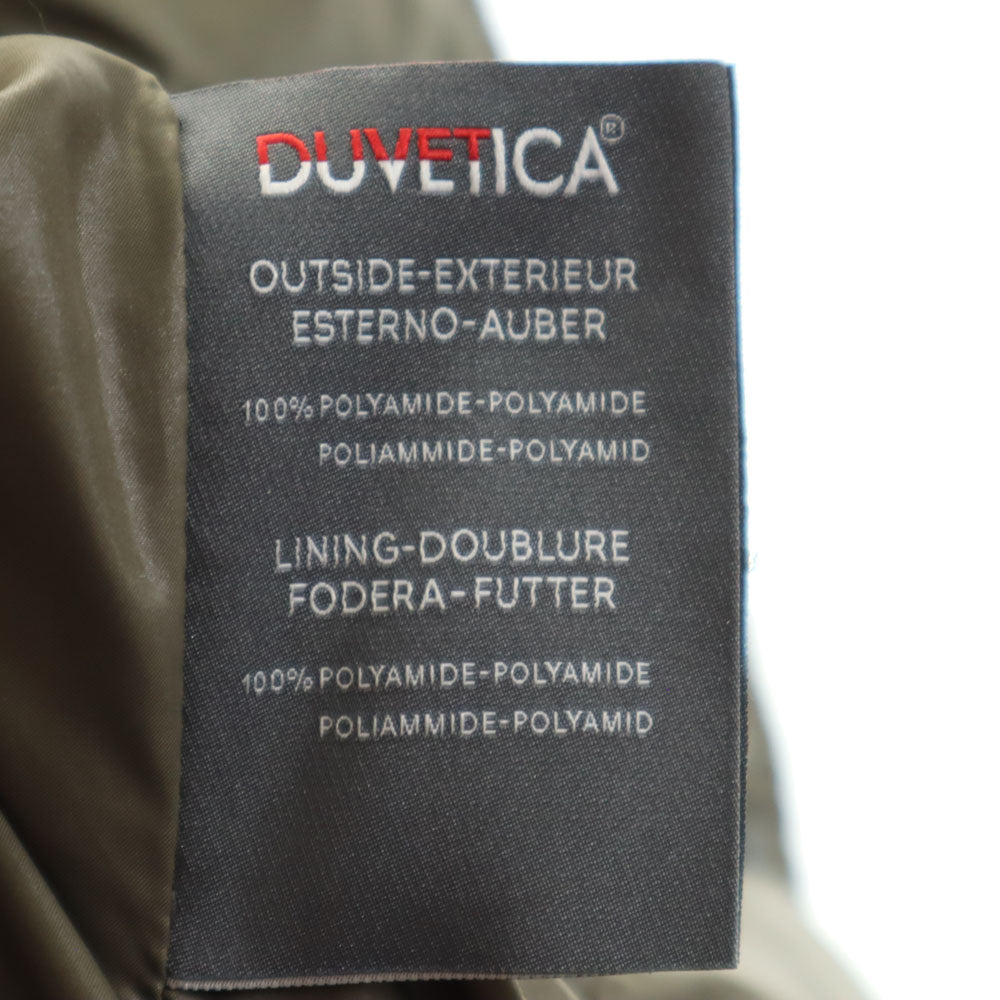 DUVETICA®
OUTSIDE-EXTERIEUR
ESTERNO-AUBER
100% POLYAMIDE-POLYAMIDE
POLIAMMIDE-POLYAMID
LINING-DOUBLURE
FODERA-FUTTER
100% POLYAMIDE-POLYAMIDE
POLIAMMIDE-POLYAMID